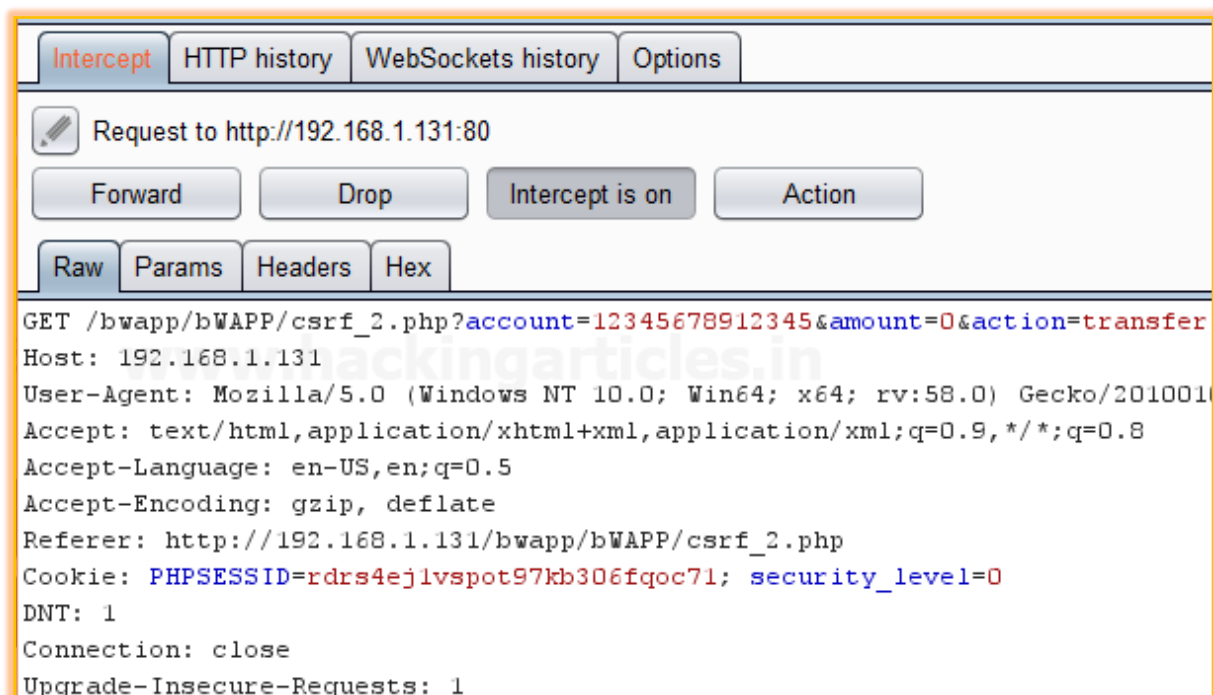 Intercept HTTP history WebSockets history Options
Request to http://192.168.1.131:80
Forward Drop Intercept is on Action
Raw Params Headers Hex
GET /bwapp/bWAPP/csrf_2.php?account=12345678912345&amount=0&action=transfer
Host: 192.168.1.131
www.hackingarticles.in
User-Agent: Mozilla/5.0 (Windows NT 10.0; Win64; x64; rv:58.0) Gecko/2010010
Accept: text/html,application/xhtml+xml,application/xml;q=0.9,*/*;q=0.8
Accept-Language: en-US,en;q=0.5
Accept-Encoding: gzip, deflate
Referer: http://192.168.1.131/bwapp/bWAPP/csrf_2.php
Cookie: PHPSESSID=rdrs4ej1vspot97kb306fqoc71; security_level=0
DNT: 1
Connection: close
Upgrade-Insecure-Requests: 1